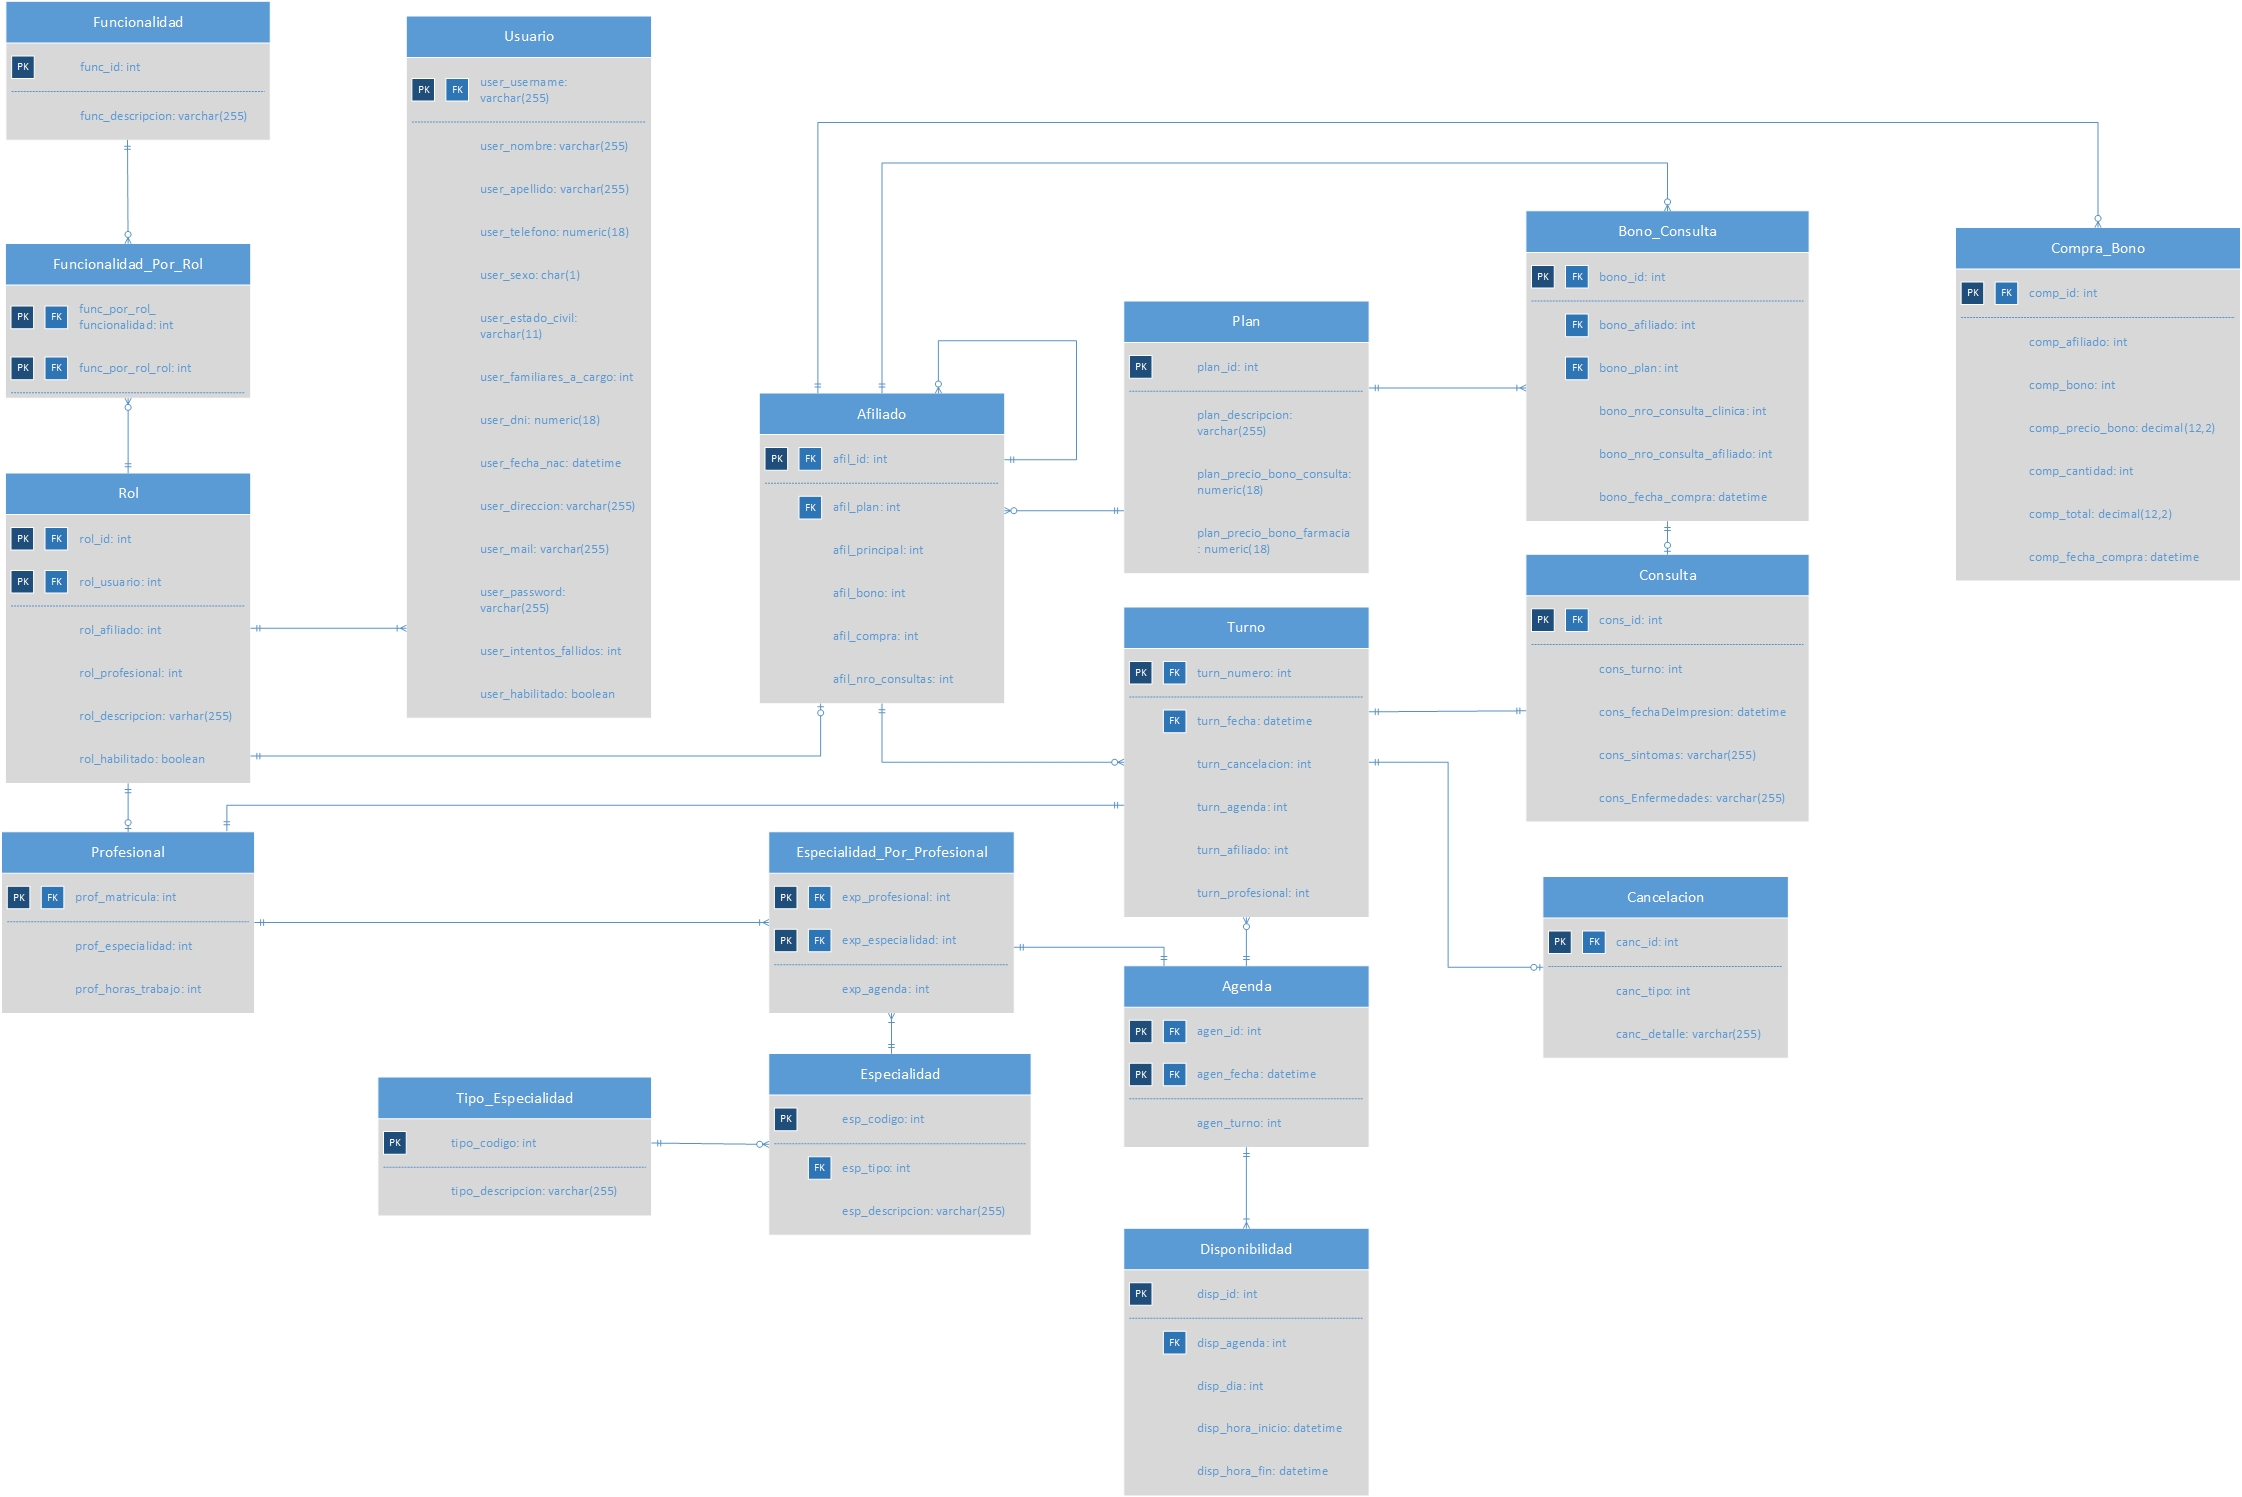 Funcionalidad
PK func_id: int
func_descripcion: varchar(255)
Funcionalidad_Por_Rol
PK FK func_por_rol_
funcionalidad: int
PK FK func_por_rol_rol: int
Rol
PK FK rol_id: int
PK FK rol_usuario: int
rol_afiliado: int
rol_profesional: int
rol_descripcion: varhar(255)
rol_habilitado: boolean
Profesional
PK FK prof_matricula: int
prof_especialidad: int
prof_horas_trabajo: int
Usuario
PK FK user_username:
varchar(255)
user_nombre: varchar(255)
user_apellido: varchar(255)
user_telefono: numeric(18)
user_sexo: char(1)
user_estado_civil:
varchar(11)
user_familiares_a_cargo: int
user_dni: numeric(18)
user_fecha_nac: datetime
user_direccion: varchar(255)
user_mail: varchar(255)
user_password:
varchar(255)
user_intentos_fallidos: int
user_habilitado: boolean
Tipo_Especialidad
PK tipo_codigo: int
tipo_descripcion: varchar(255)
Afiliado
PK FK afil_id: int
FK afil_plan: int
afil_principal: int
afil_bono: int
afil_compra: int
afil_nro_consultas: int
Especialidad_Por_Profesional
PK FK exp_profesional: int
PK FK exp_especialidad: int
exp_agenda: int
Especialidad
PK esp_codigo: int
FK esp_tipo: int
esp_descripcion: varchar(255)
Plan
PK plan_id: int
plan_descripcion:
varchar(255)
plan_precio_bono_consulta:
numeric(18)
plan_precio_bono_farmacia
: numeric(18)
Turno
PK FK turn_numero: int
FK turn_fecha: datetime
turn_cancelacion: int
turn_agenda: int
turn_afiliado: int
turn_profesional: int
Agenda
PK FK agen_id: int
PK FK agen_fecha: datetime
agen_turno: int
Disponibilidad
PK disp_id: int
FK disp_agenda: int
disp_dia: int
disp_hora_inicio: datetime
disp_hora_fin: datetime
Bono_Consulta
PK FK bono_id: int
FK bono_afiliado: int
FK bono_plan: int
bono_nro_consulta_clinica: int
bono_nro_consulta_afiliado: int
bono_fecha_compra: datetime
Consulta
PK FK cons_id: int
cons_turno: int
cons_fechaDeImpresion: datetime
cons_sintomas: varchar(255)
cons_Enfermedades: varchar(255)
Cancelacion
PK FK canc_id: int
canc_tipo: int
canc_detalle: varchar(255)
Compra_Bono
PK FK comp_id: int
comp_afiliado: int
comp_bono: int
comp_precio_bono: decimal(12,2)
comp_cantidad: int
comp_total: decimal(12,2)
comp_fecha_compra: datetime